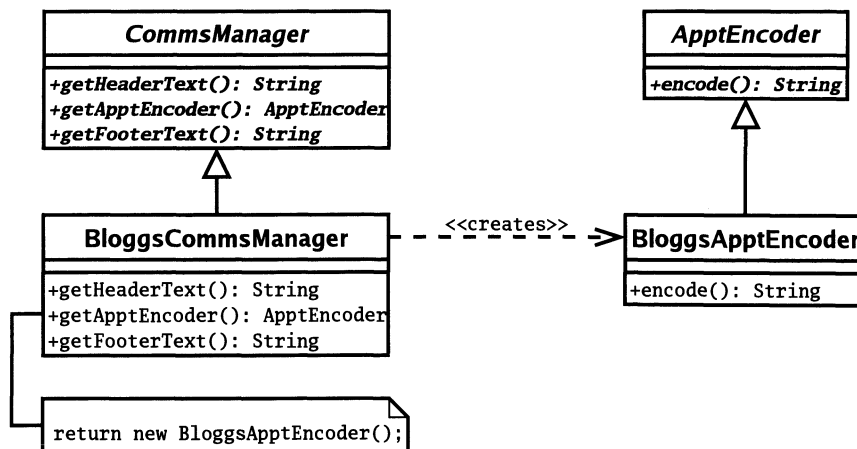 CommsManager
+getHeaderText(): String
+getApptEncoder(): ApptEncoder
+getFooterText(): String
ApptEncoder
+encode(): String
BloggsCommsManager
+getHeaderText(): String
+getApptEncoder(): ApptEncoder
+getFooterText(): String
<<creates>>
BloggsApptEncoder
+encode(): String
return new BloggsApptEncoder();